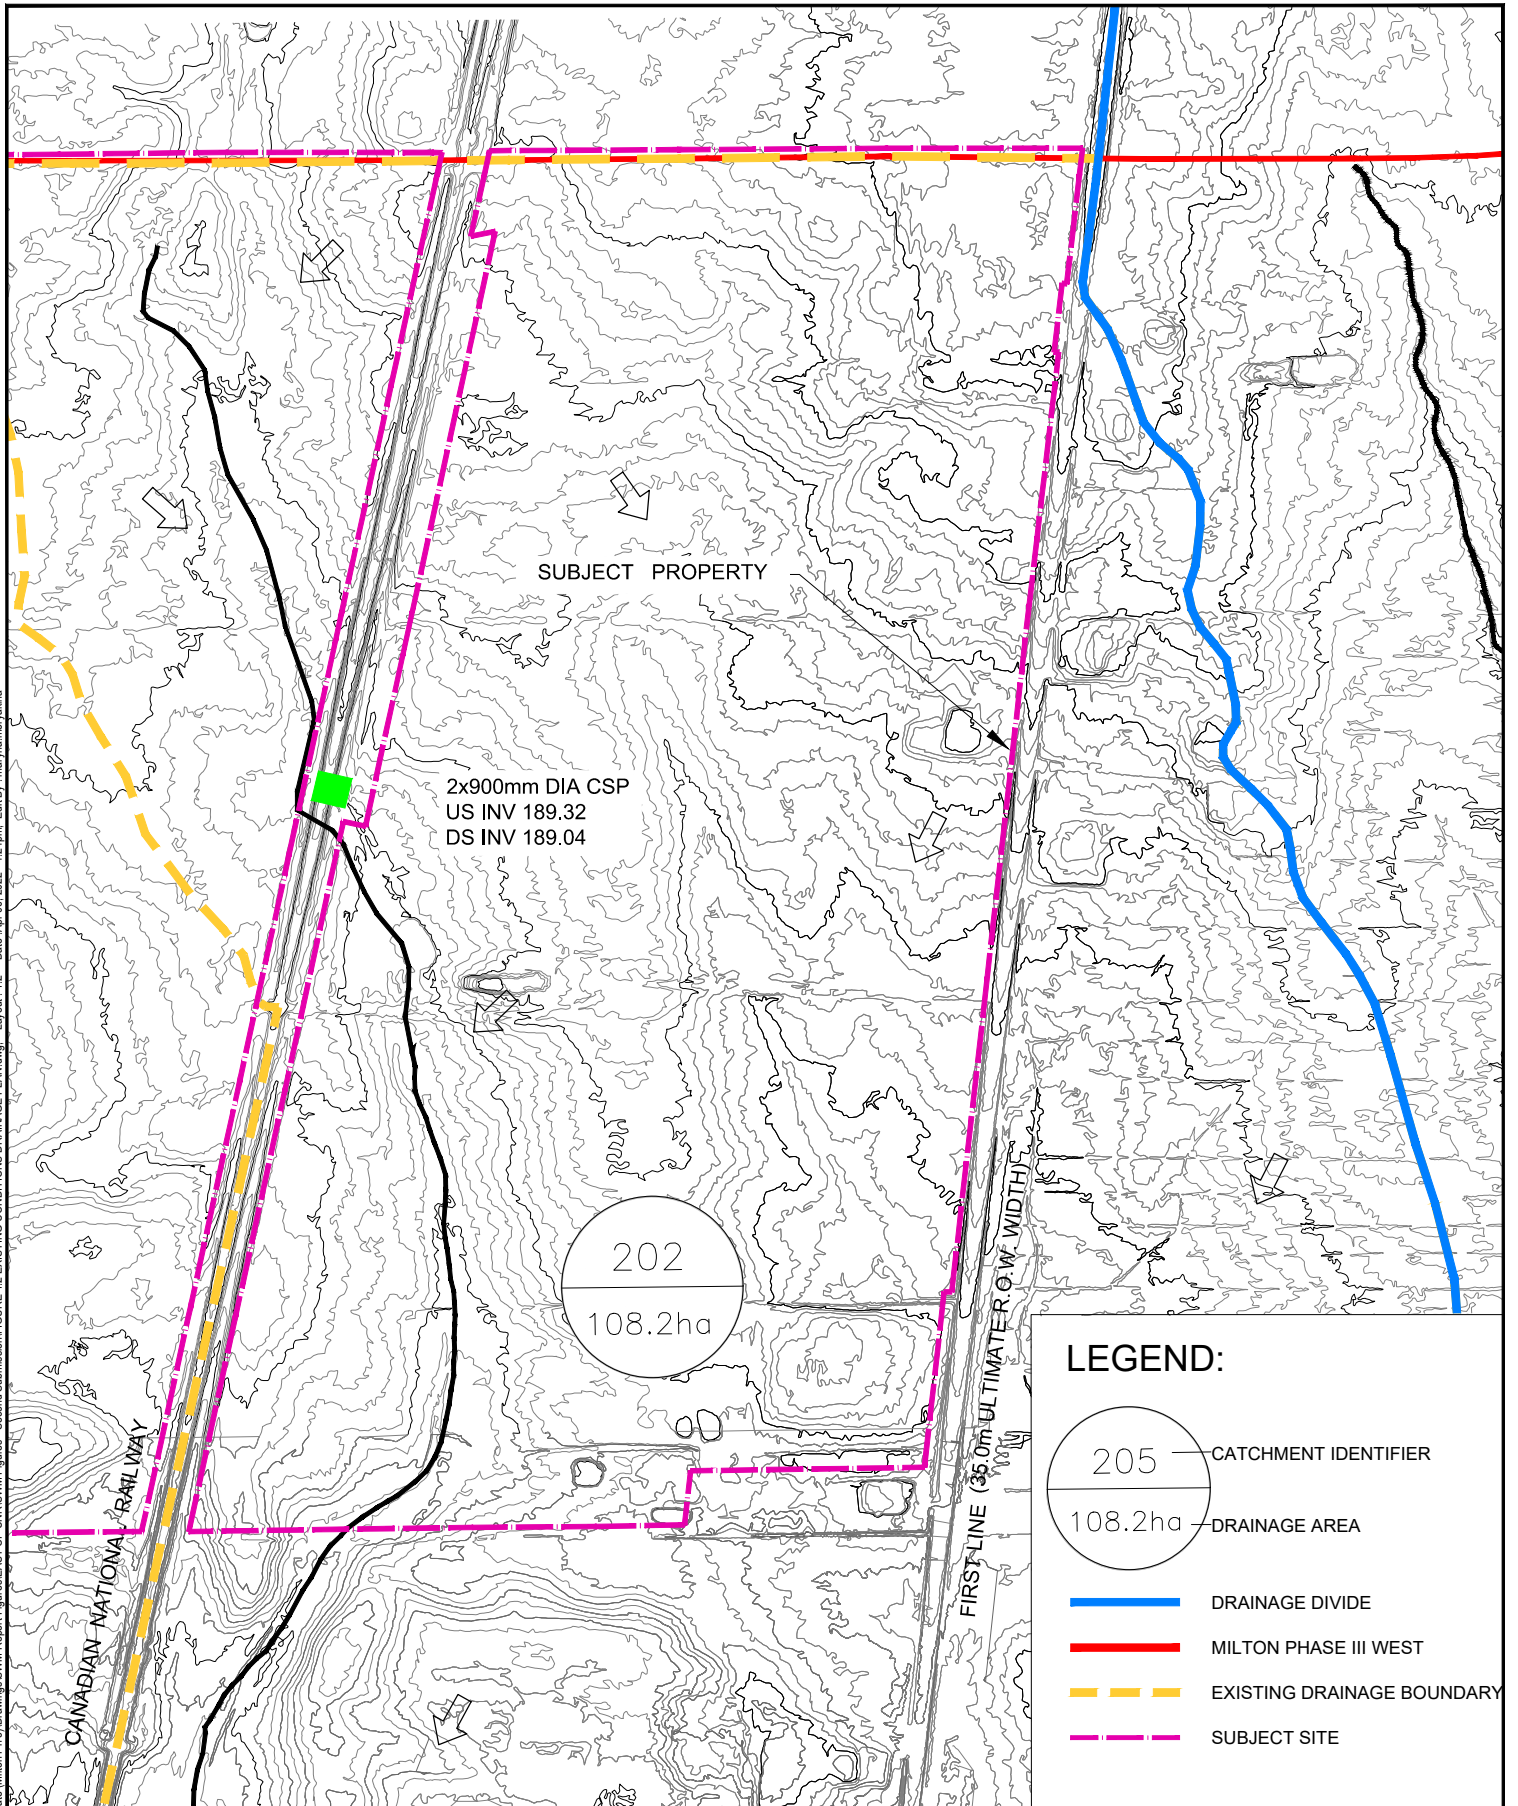 SUBJECT PROPERTY
2x900mm DIA CSP
US INV 189.32
DS INV 189.04
202
108.2ha
CANADIAN NATIONAL RAILWAY
FIRST LINE (35.0m ULTIMATE R.O.W. WIDTH)
LEGEND:
205 CATCHMENT IDENTIFIER
108.2ha DRAINAGE AREA
DRAINAGE DIVIDE
MILTON PHASE III WEST
EXISTING DRAINAGE BOUNDARY
SUBJECT SITE